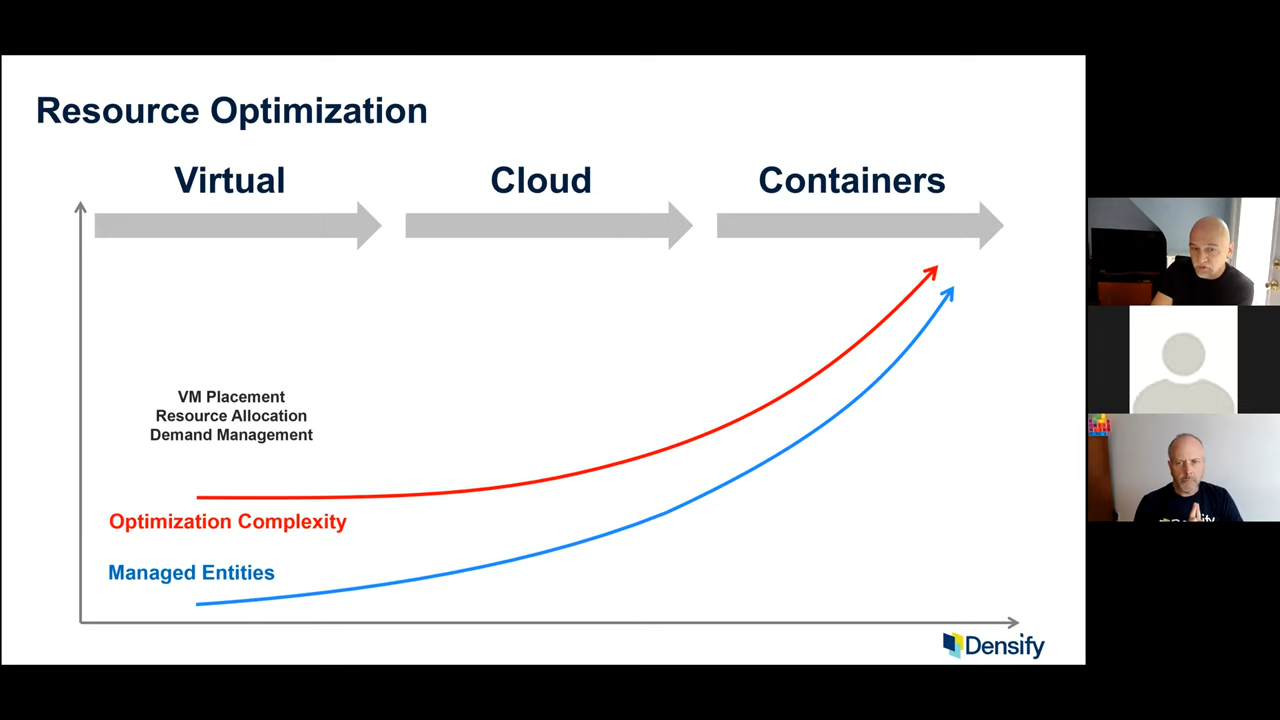 Resource Optimization
Virtual
Cloud
Containers
VM Placement
Resource Allocation
Demand Management
Optimization Complexity
Managed Entities
Densify